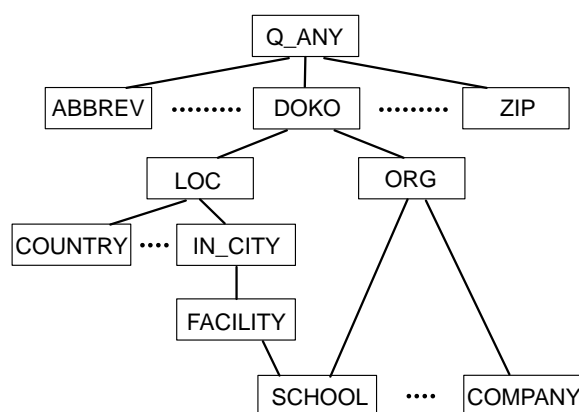 Q_ANY
ABBREV ......... DOKO ......... ZIP
LOC ORG
COUNTRY .... IN_CITY
FACILITY
SCHOOL .... COMPANY